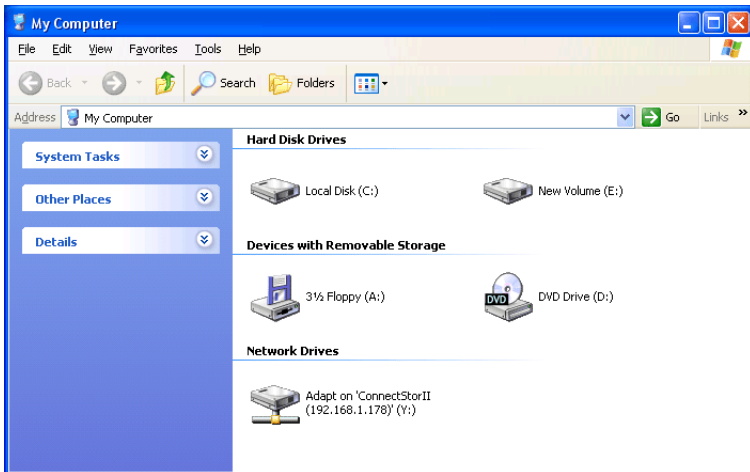 My Computer
File Edit View Favorites Tools Help
Back Search Folders
Address My Computer Go Links »
Hard Disk Drives
System Tasks
Local Disk (C:) New Volume (E:)
Other Places
Details
Devices with Removable Storage
3½ Floppy (A:) DVD DVD Drive (D:)
Network Drives
Adapt on 'ConnectStorII
(192.168.1.178)' (Y:)